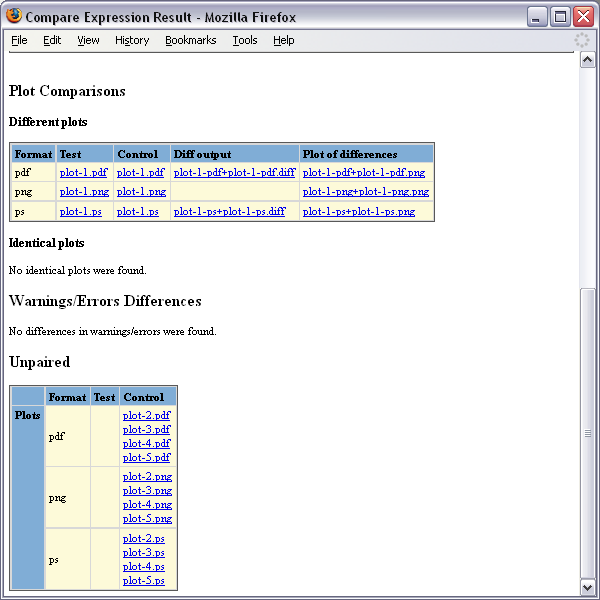 Compare Expression Result - Mozilla Firefox
File Edit View History Bookmarks Tools Help
Plot Comparisons
Different plots
Format Test Control Diff output Plot of differences
pdf plot-1.pdf plot-1.pdf plot-1-pdf+plot-1-pdf.diff plot-1-pdf+plot-1-pdf.png
png plot-1.png plot-1.png plot-1-png+plot-1-png.png
ps plot-1.ps plot-1.ps plot-1-ps+plot-1-ps.diff plot-1-ps+plot-1-ps.png
Identical plots
No identical plots were found.
Warnings/Errors Differences
No differences in warnings/errors were found.
Unpaired
Format Test Control
Plots
pdf
plot-2.pdf
plot-3.pdf
plot-4.pdf
plot-5.pdf
png
plot-2.png
plot-3.png
plot-4.png
plot-5.png
ps
plot-2.ps
plot-3.ps
plot-4.ps
plot-5.ps